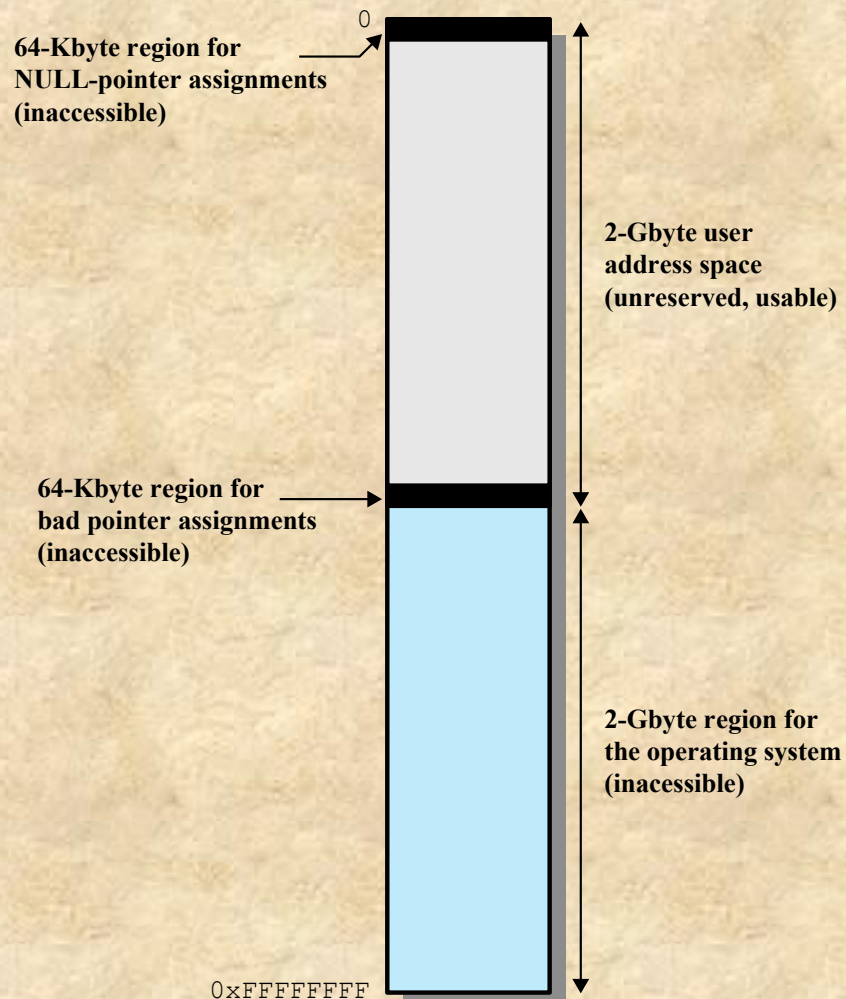 0
64-Kbyte region for
NULL-pointer assignments
(inaccessible)
2-Gbyte user
address space
(unreserved, usable)
64-Kbyte region for
bad pointer assignments
(inaccessible)
2-Gbyte region for
the operating system
(inacessible)
0xFFFFFFFF